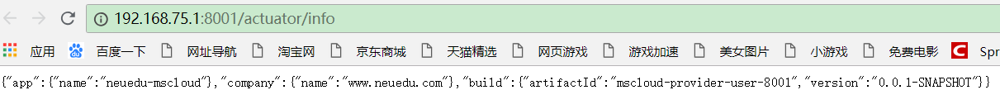 192.168.75.1:8001/actuator/info
应用 百度一下 网址导航 淘宝网 京东商城 天猫精选 网页游戏 游戏加速 美女图片 小游戏 免费电影 Spr
{"app":{"name":"neuedu-mscloud"},"company":{"name":"www.neuedu.com"},"build":{"artifactId":"mscloud-provider-user-8001","version":"0.0.1-SNAPSHOT"}}